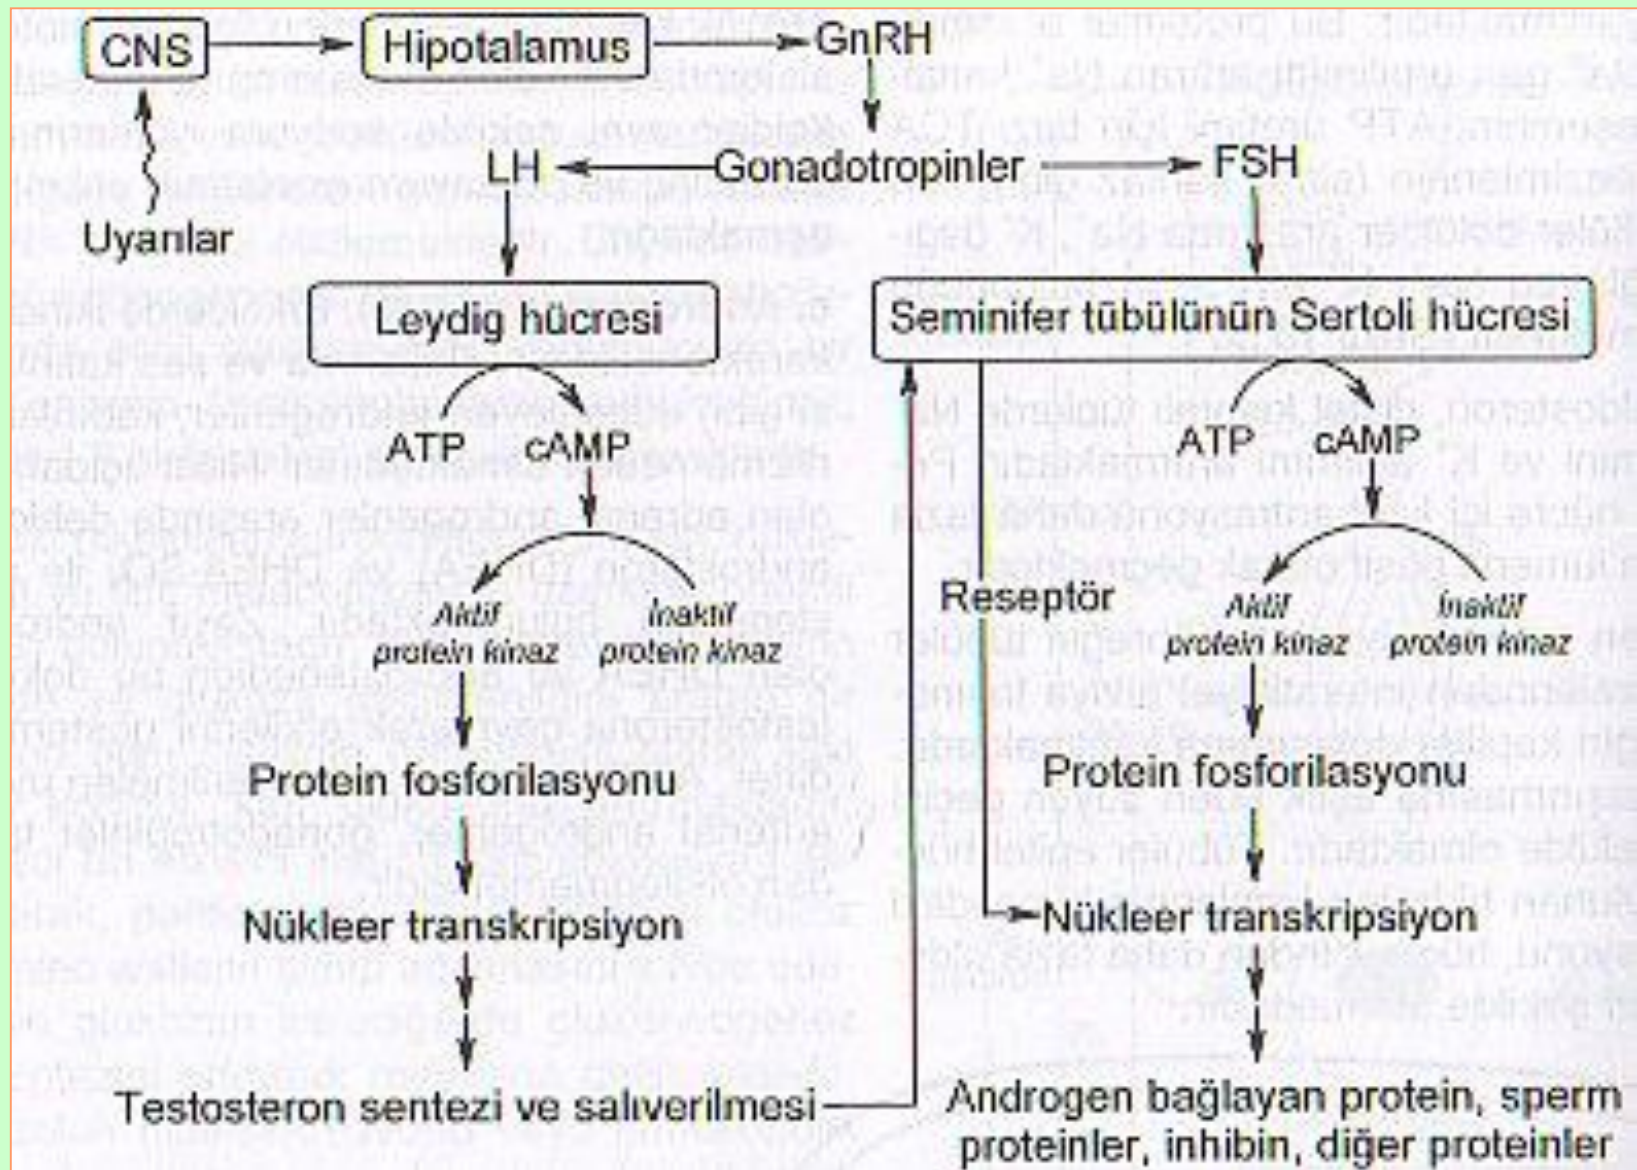 CNS
Hipotalamus
GnRH
LH
Gonadotropinler
FSH
Uyarılar
Leydig hücresi
Seminifer tübülünün Sertoli hücresi
ATP
cAMP
ATP
cAMP
Aktif
protein kinaz
İnaktif
protein kinaz
Reseptör
Aktif
protein kinaz
İnaktif
protein kinaz
Protein fosforilasyonu
Protein fosforilasyonu
Nükleer transkripsiyon
Nükleer transkripsiyon
Testosteron sentezi ve salıverilmesi
Androgen bağlayan protein, sperm
proteinler, inhibin, diğer proteinler